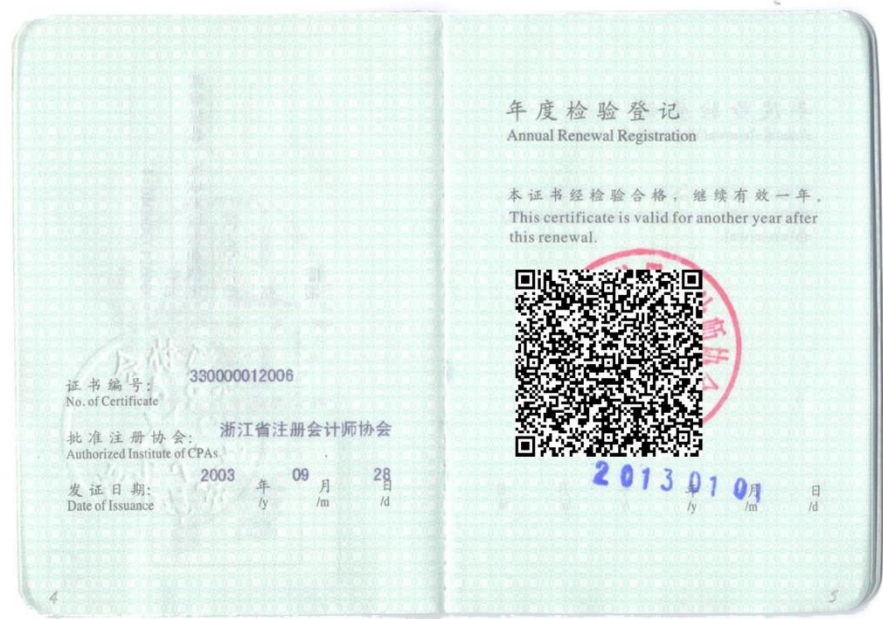 证书编号: 330000012006
No. of Certificate
批准注册协会: 浙江省注册会计师协会
Authorized Institute of CPAs
发证日期: 2003 年 09 月 28 日
Date of Issuance /y /m /d
4
年度检验登记
Annual Renewal Registration
本证书经检验合格，继续有效一年。
This certificate is valid for another year after
this renewal.
2013 01 01
年 月 日
/y /m /d
5